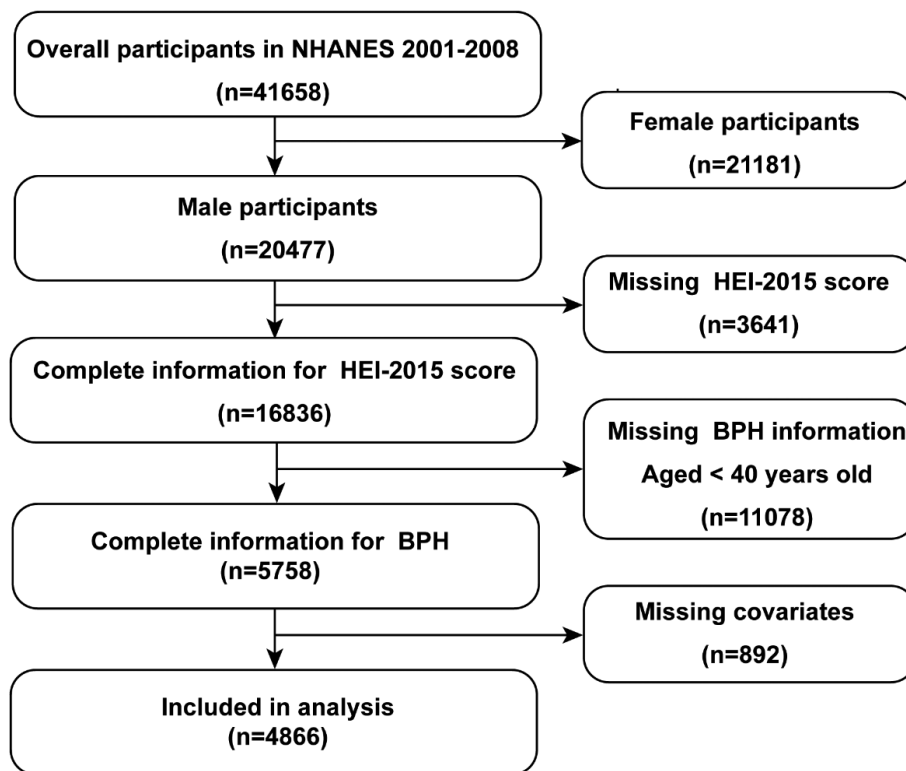 Overall participants in NHANES 2001-2008
(n=41658)
Female participants
(n=21181)
Male participants
(n=20477)
Missing HEI-2015 score
(n=3641)
Complete information for HEI-2015 score
(n=16836)
Missing BPH information
Aged < 40 years old
(n=11078)
Complete information for BPH
(n=5758)
Missing covariates
(n=892)
Included in analysis
(n=4866)